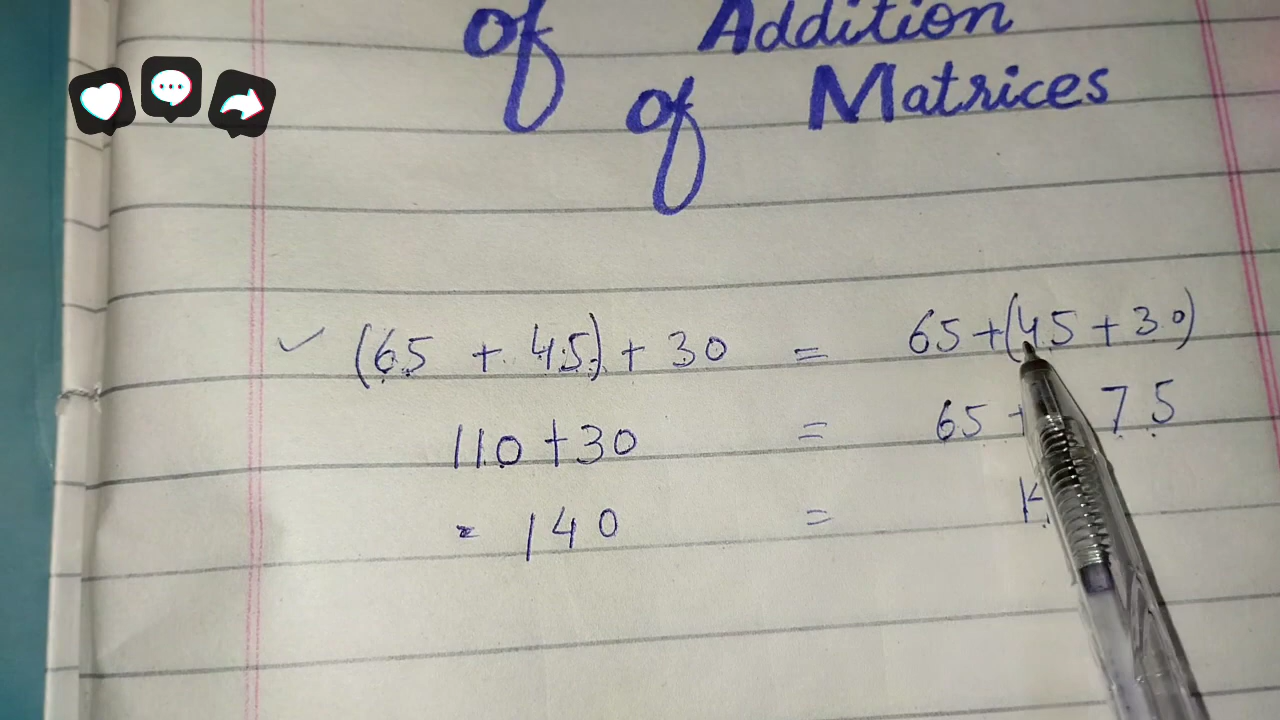 of Addition
of Matrices
(65 + 45) + 30 = 65+(45 + 30)
110 + 30 = 65 + 75
= 140 =